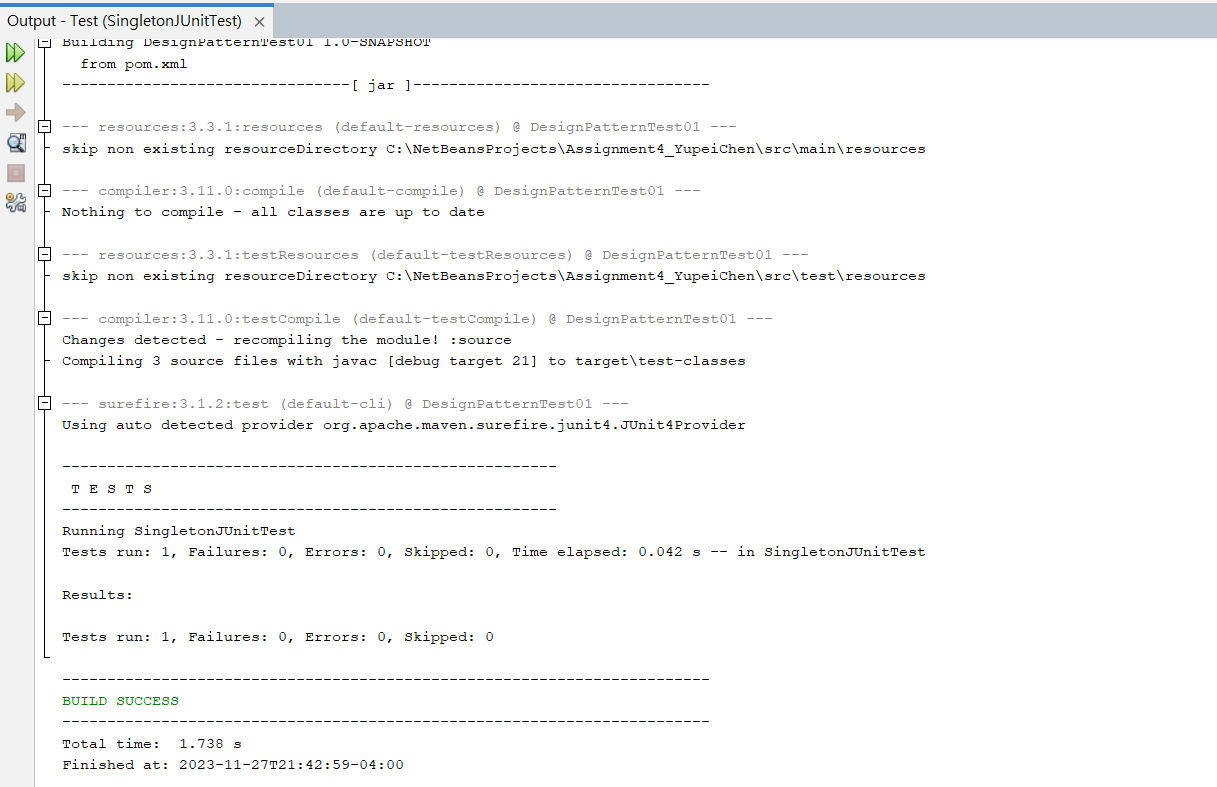 Output - Test (SingletonJUnitTest)
Building DesignPatternTest01 1.0-SNAPSHOT
  from pom.xml
--------------------------------[ jar ]---------------------------------
--- resources:3.3.1:resources (default-resources) @ DesignPatternTest01 ---
skip non existing resourceDirectory C:\NetBeansProjects\Assignment4_YupeiChen\src\main\resources
--- compiler:3.11.0:compile (default-compile) @ DesignPatternTest01 ---
Nothing to compile - all classes are up to date
--- resources:3.3.1:testResources (default-testResources) @ DesignPatternTest01 ---
skip non existing resourceDirectory C:\NetBeansProjects\Assignment4_YupeiChen\src\test\resources
--- compiler:3.11.0:testCompile (default-testCompile) @ DesignPatternTest01 ---
Changes detected - recompiling the module! :source
Compiling 3 source files with javac [debug target 21] to target\test-classes
--- surefire:3.1.2:test (default-cli) @ DesignPatternTest01 ---
Using auto detected provider org.apache.maven.surefire.junit4.JUnit4Provider
-------------------------------------------------------
 T E S T S
-------------------------------------------------------
Running SingletonJUnitTest
Tests run: 1, Failures: 0, Errors: 0, Skipped: 0, Time elapsed: 0.042 s -- in SingletonJUnitTest
Results:
Tests run: 1, Failures: 0, Errors: 0, Skipped: 0
------------------------------------------------------------------------
BUILD SUCCESS
------------------------------------------------------------------------
Total time:  1.738 s
Finished at: 2023-11-27T21:42:59-04:00